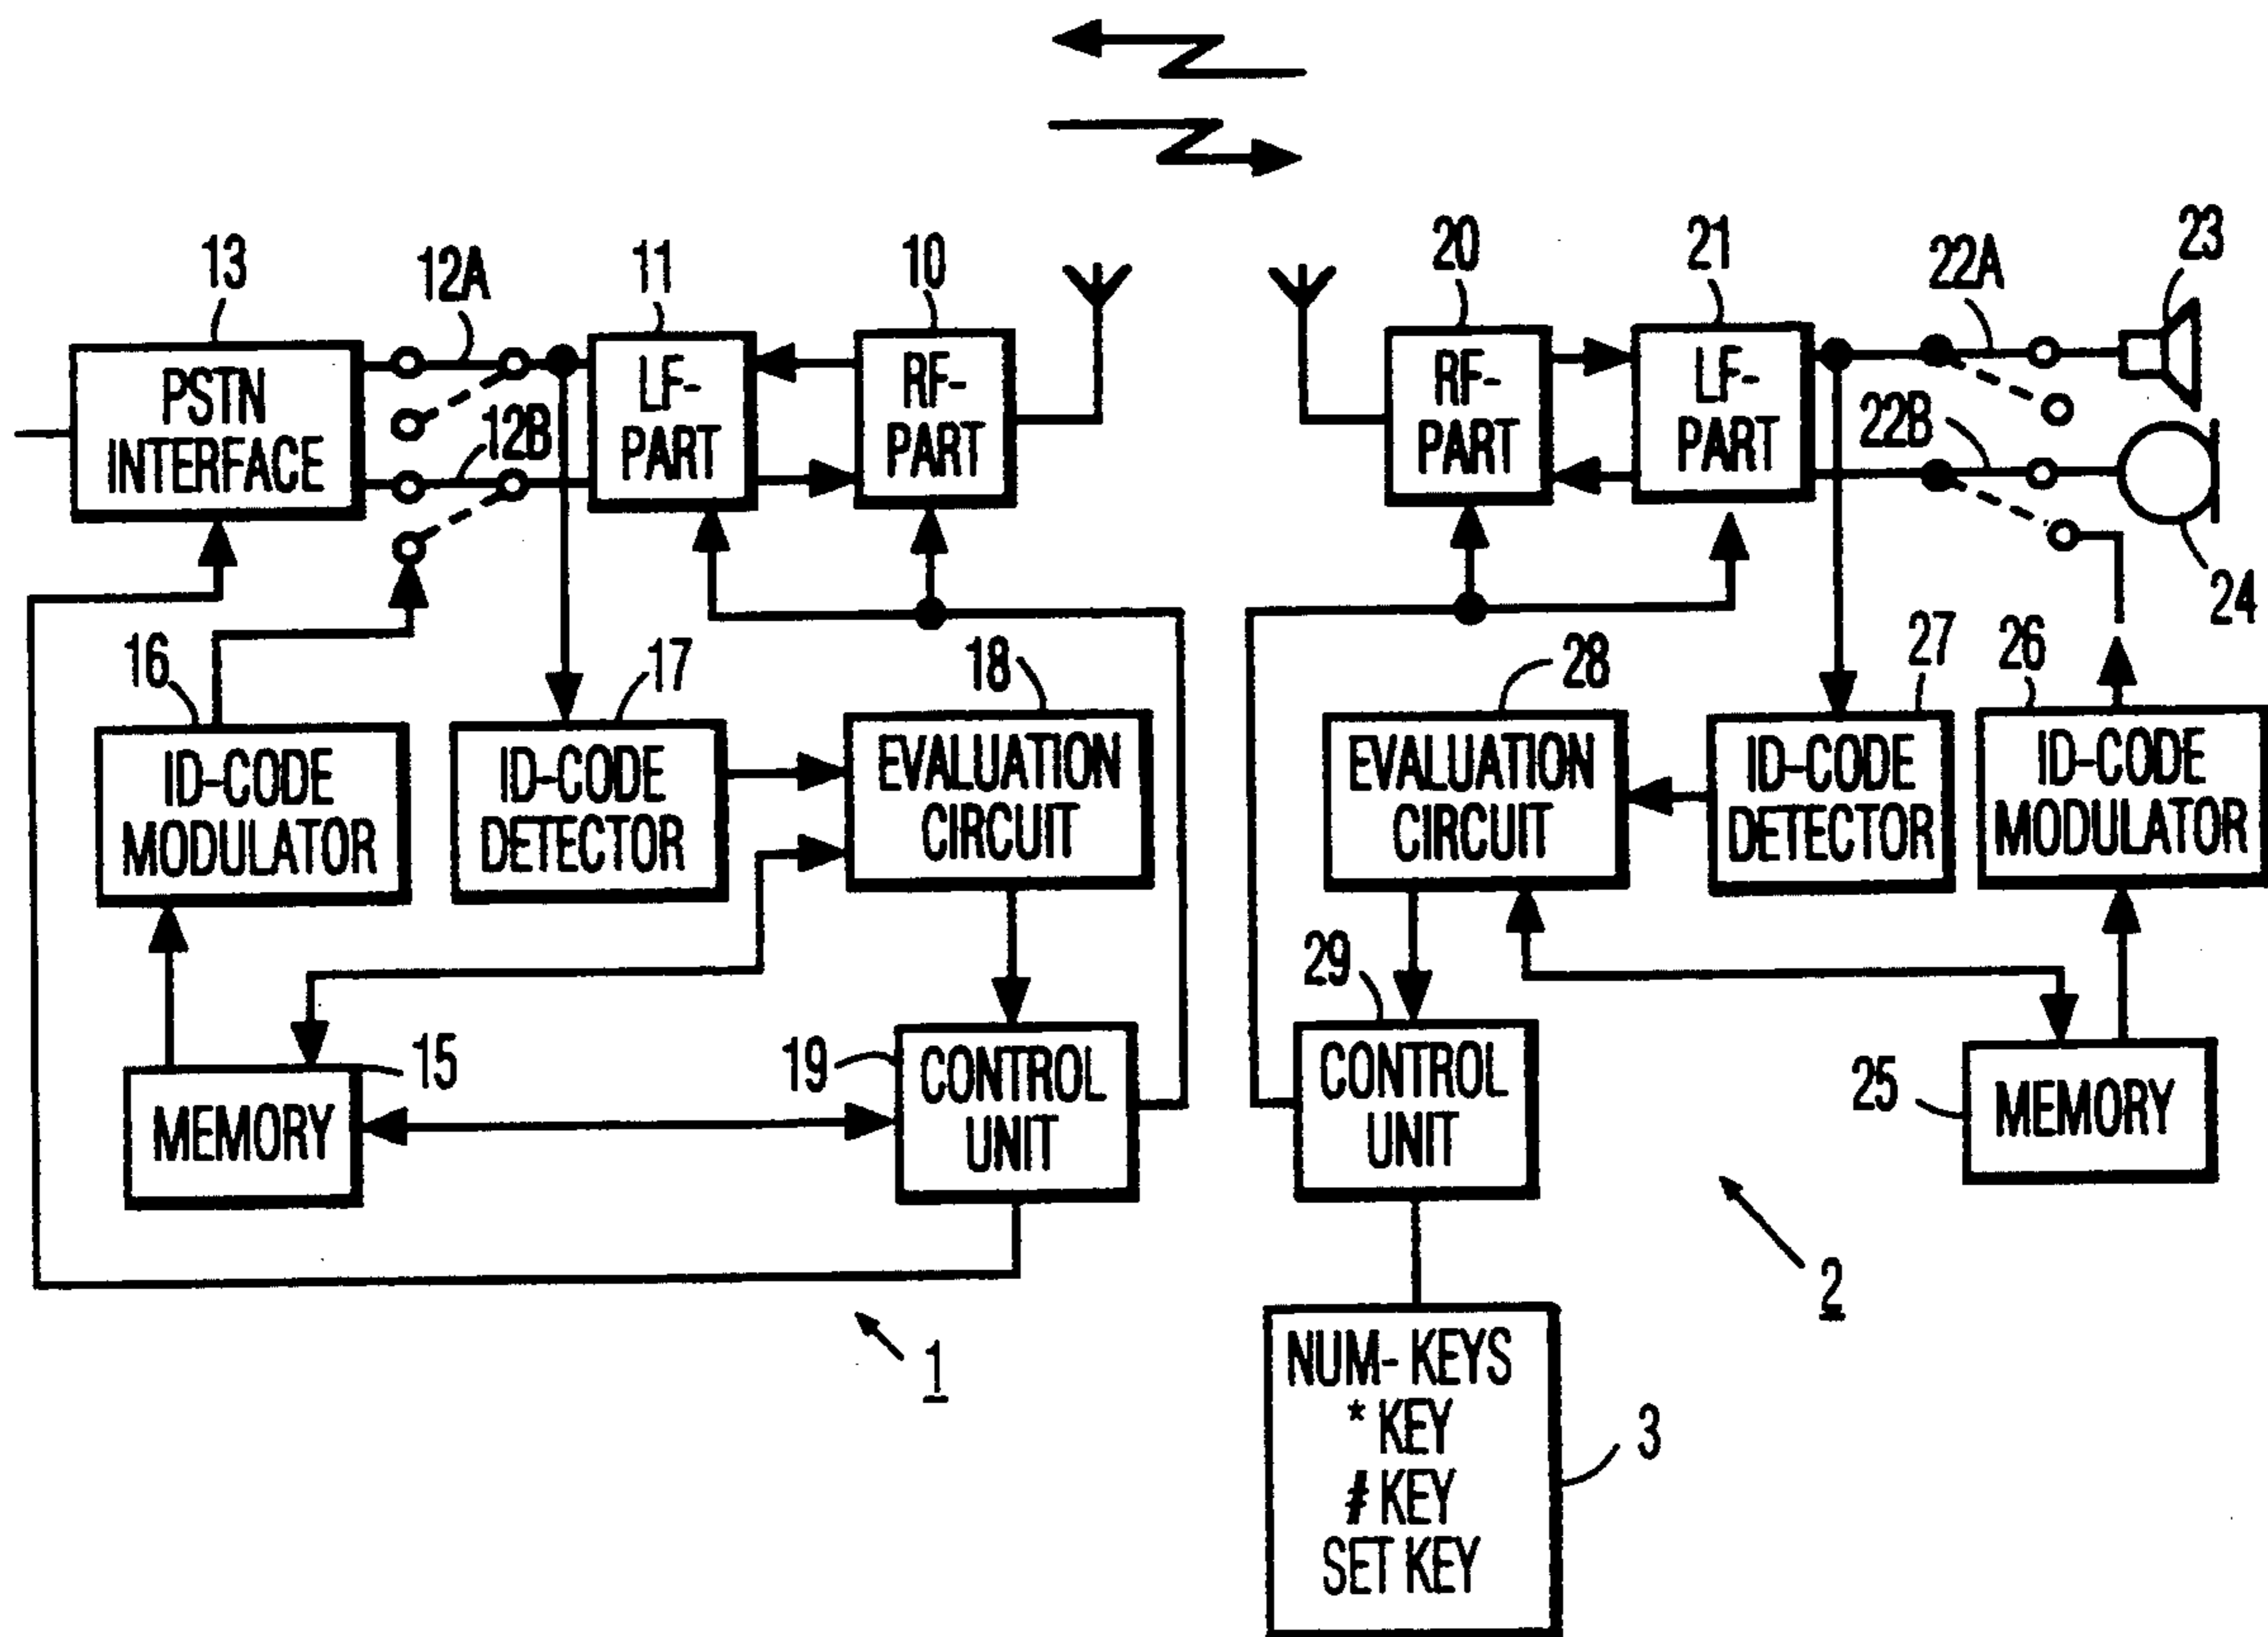 13
12A
11
10
20
21
22A
23
PSTN
INTERFACE
12B
LF-
PART
RF-
PART
RF-
PART
LF-
PART
22B
24
16
17
18
28
27
26
ID-CODE
MODULATOR
ID-CODE
DETECTOR
EVALUATION
CIRCUIT
EVALUATION
CIRCUIT
ID-CODE
DETECTOR
ID-CODE
MODULATOR
15
MEMORY
19
CONTROL
UNIT
29
CONTROL
UNIT
25
MEMORY
1
2
NUM-KEYS
* KEY
# KEY
SET KEY
3